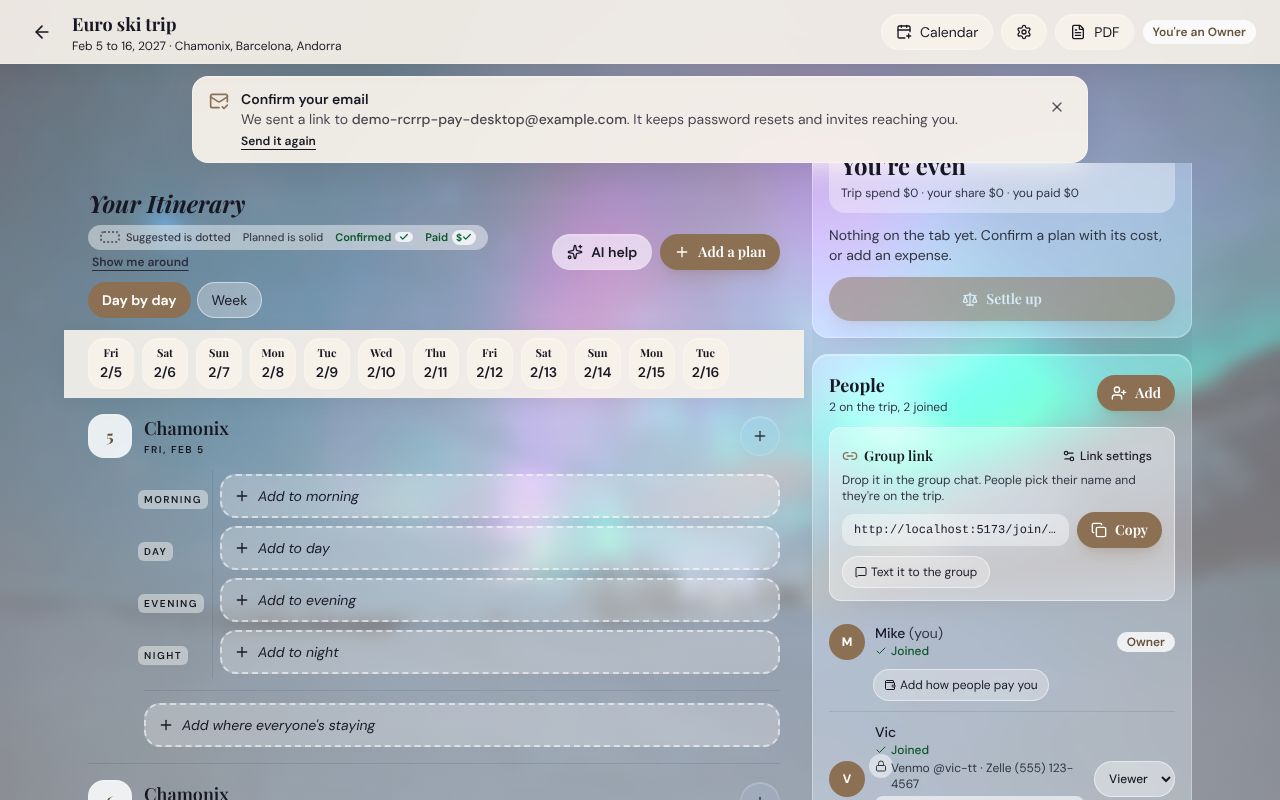 Euro ski trip
Feb 5 to 16, 2027 · Chamonix, Barcelona, Andorra
Calendar
PDF
You're an Owner
Confirm your email
We sent a link to demo-rcrrp-pay-desktop@example.com. It keeps password resets and invites reaching you.
Send it again
Your Itinerary
Suggested is dotted Planned is solid Confirmed Paid $
Show me around
AI help
Add a plan
Day by day
Week
Fri Sat Sun Mon Tue Wed Thu Fri Sat Sun Mon Tue
2/5 2/6 2/7 2/8 2/9 2/10 2/11 2/12 2/13 2/14 2/15 2/16
5
Chamonix
FRI, FEB 5
MORNING
Add to morning
DAY
Add to day
EVENING
Add to evening
NIGHT
Add to night
Add where everyone's staying
Chamonix
You're even
Trip spend $0 · your share $0 · you paid $0
Nothing on the tab yet. Confirm a plan with its cost,
or add an expense.
Settle up
People
2 on the trip, 2 joined
Add
Group link
Link settings
Drop it in the group chat. People pick their name and
they're on the trip.
http://localhost:5173/join/…
Copy
Text it to the group
M
Mike (you)
Joined
Owner
Add how people pay you
Vic
Joined
V
Venmo @vic-tt · Zelle (555) 123-
4567
Viewer